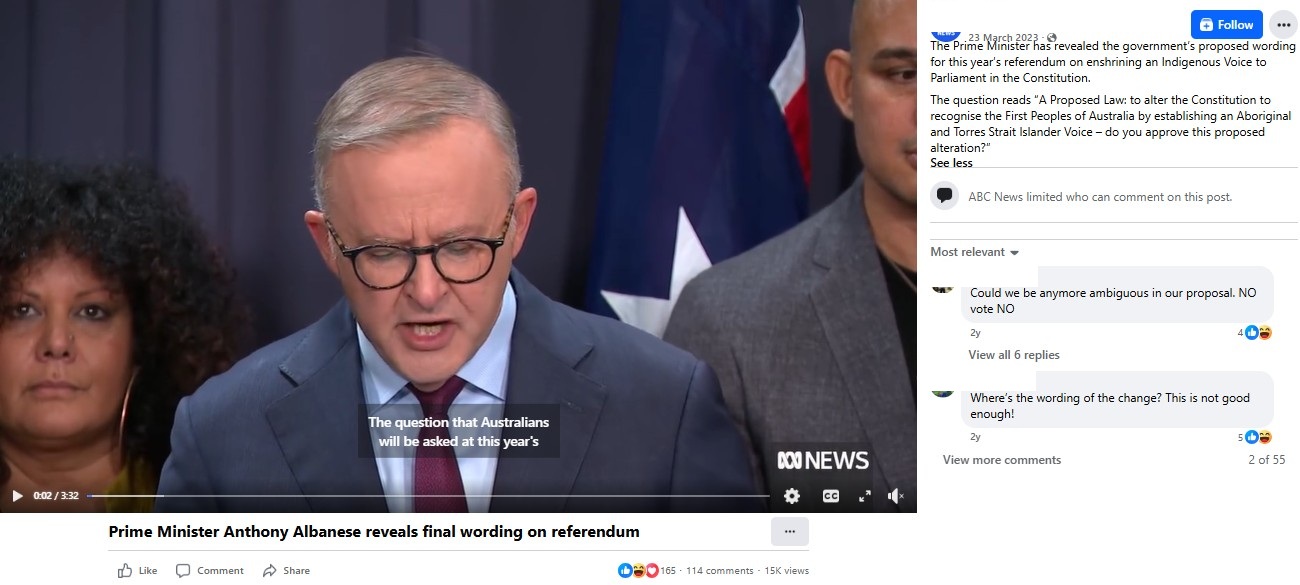 The question that Australians
will be asked at this year's
NEWS
0:02 / 3:32
CC
Prime Minister Anthony Albanese reveals final wording on referendum
Like
Comment
Share
165 · 114 comments · 15K views
Follow
NEWS
23 March 2023 ·
The Prime Minister has revealed the government's proposed wording
for this year's referendum on enshrining an Indigenous Voice to
Parliament in the Constitution.
The question reads “A Proposed Law: to alter the Constitution to
recognise the First Peoples of Australia by establishing an Aboriginal
and Torres Strait Islander Voice – do you approve this proposed
alteration?”
See less
ABC News limited who can comment on this post.
Most relevant
Could we be anymore ambiguous in our proposal. NO
vote NO
2y
4
View all 6 replies
Where's the wording of the change? This is not good
enough!
2y
5
View more comments
2 of 55